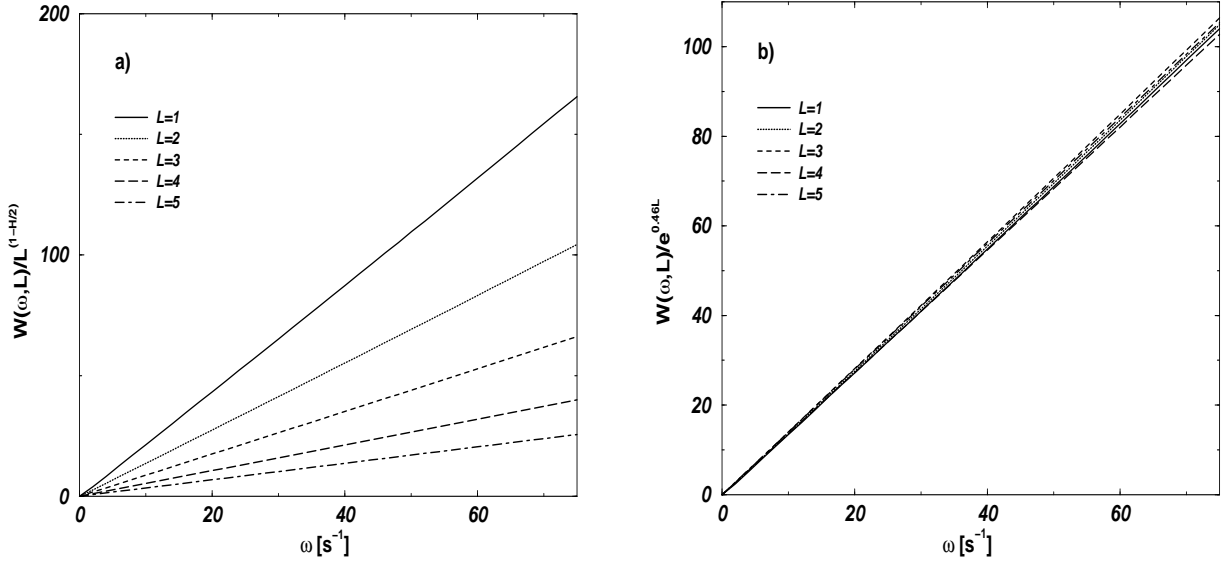 a)
L=1
L=2
L=3
L=4
L=5
200
100
0
0
20
40
60
W(ω,L)/L^(1-H/2)
ω [s⁻¹]
b)
L=1
L=2
L=3
L=4
L=5
100
80
60
40
20
0
0
20
40
60
W(ω,L)/e^0.46L
ω [s⁻¹]